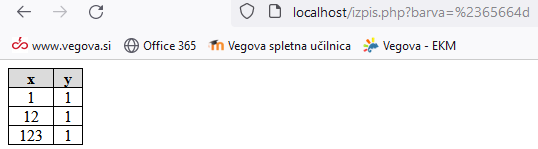 localhost/izpis.php?barva=%2365664d
www.vegova.si Office 365 Vegova spletna učilnica Vegova - EKM
x y
1 1
12 1
123 1